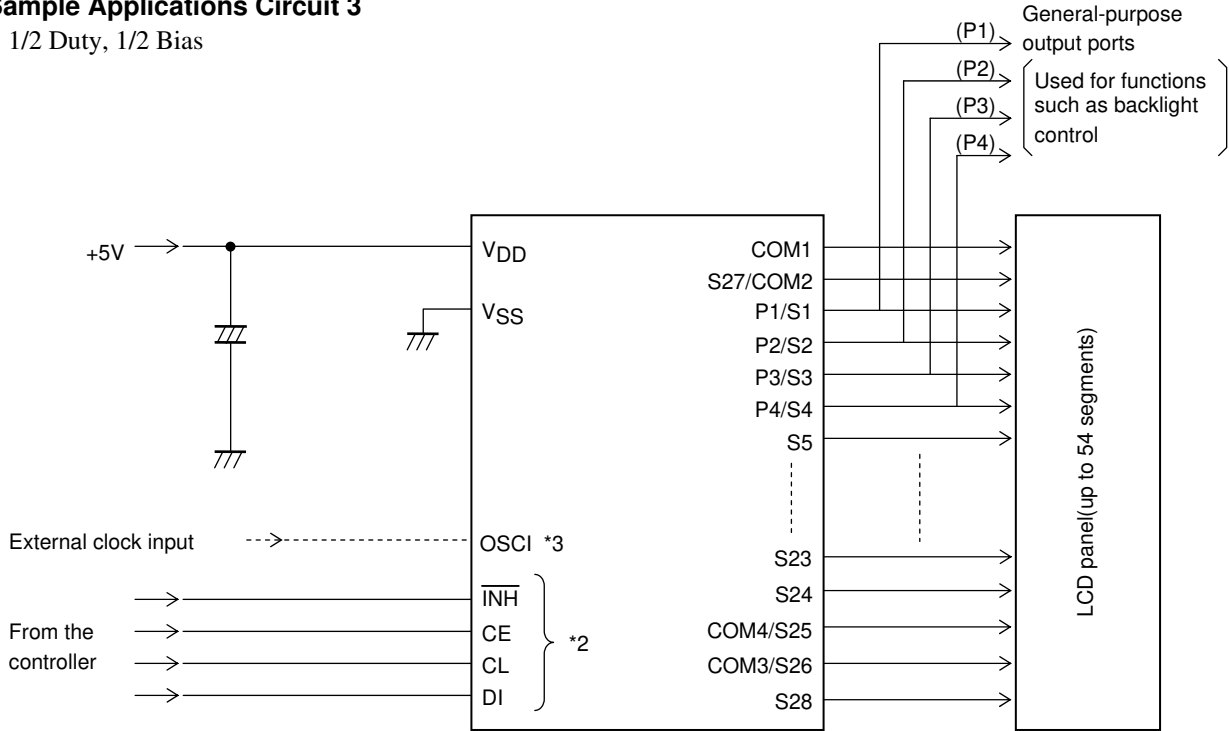 Sample Applications Circuit 3
1/2 Duty, 1/2 Bias
(P1)
General-purpose
output ports
(P2)
(P3)
(P4)
Used for functions
such as backlight
control
+5V
VDD
VSS
COM1
S27/COM2
P1/S1
P2/S2
P3/S3
P4/S4
S5
S23
S24
COM4/S25
COM3/S26
S28
LCD panel(up to 54 segments)
External clock input
OSCI *3
From the
controller
INH
CE
CL
DI
*2